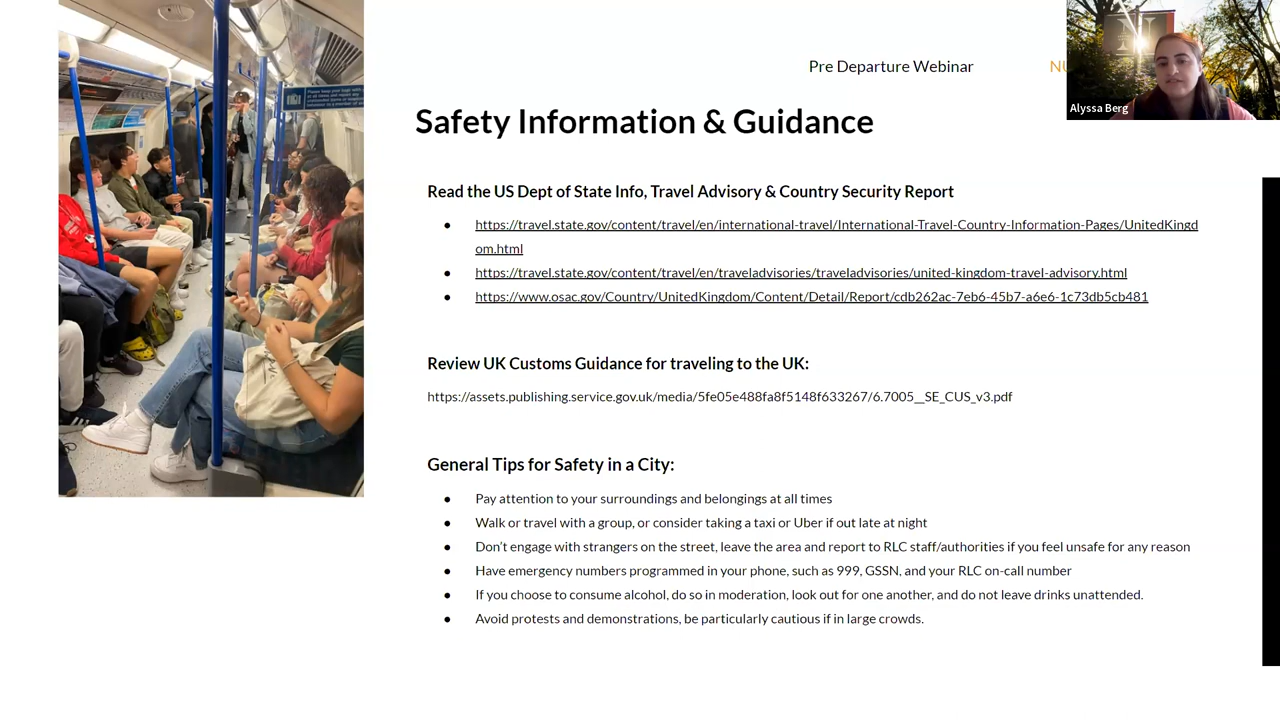 Pre Departure Webinar
NU
Alyssa Berg
Safety Information & Guidance
Read the US Dept of State Info, Travel Advisory & Country Security Report
● https://travel.state.gov/content/travel/en/international-travel/International-Travel-Country-Information-Pages/UnitedKingd
om.html
● https://travel.state.gov/content/travel/en/traveladvisories/traveladvisories/united-kingdom-travel-advisory.html
● https://www.osac.gov/Country/UnitedKingdom/Content/Detail/Report/cdb262ac-7eb6-45b7-a6e6-1c73db5cb481
Review UK Customs Guidance for traveling to the UK:
https://assets.publishing.service.gov.uk/media/5fe05e488fa8f5148f633267/6.7005__SE_CUS_v3.pdf
General Tips for Safety in a City:
● Pay attention to your surroundings and belongings at all times
● Walk or travel with a group, or consider taking a taxi or Uber if out late at night
● Don’t engage with strangers on the street, leave the area and report to RLC staff/authorities if you feel unsafe for any reason
● Have emergency numbers programmed in your phone, such as 999, GSSN, and your RLC on-call number
● If you choose to consume alcohol, do so in moderation, look out for one another, and do not leave drinks unattended.
● Avoid protests and demonstrations, be particularly cautious if in large crowds.